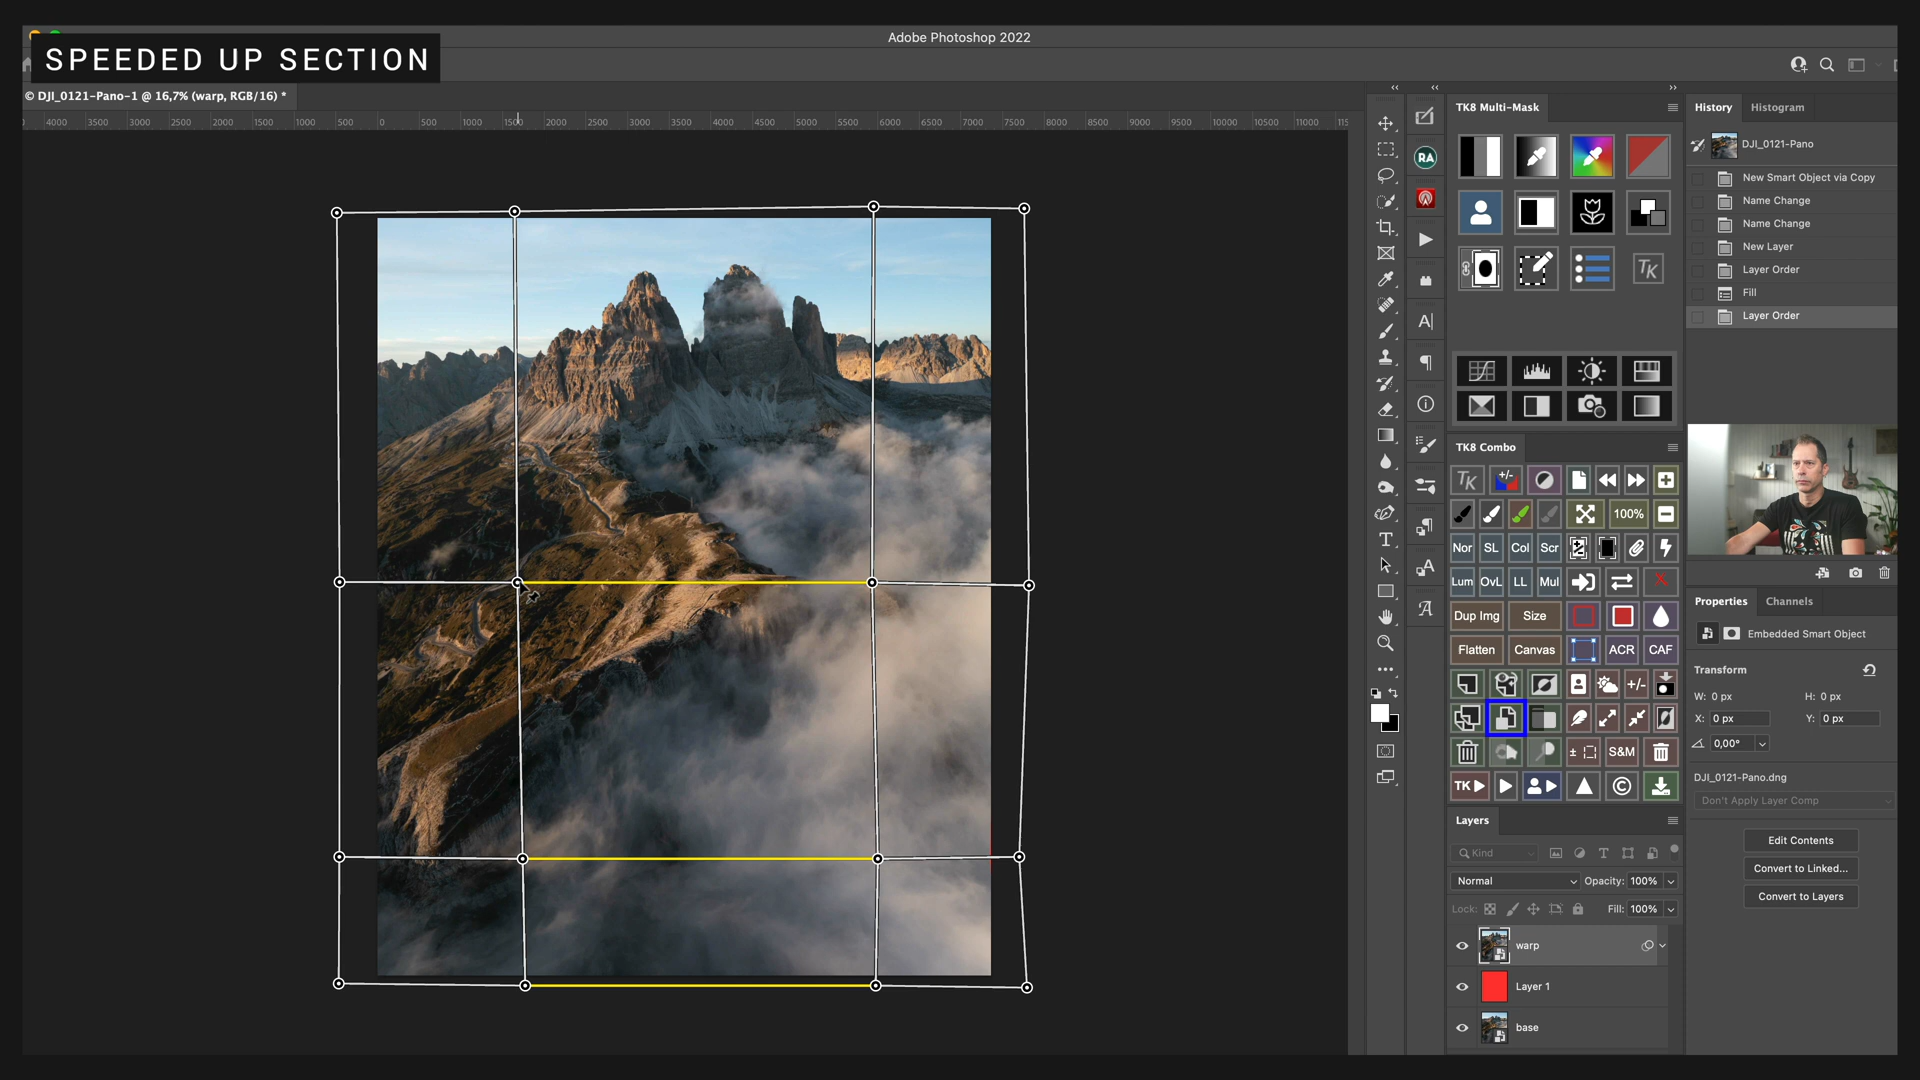 Adobe Photoshop 2022
SPEEDED UP SECTION
© DJI_0121-Pano-1 @ 16,7% (warp, RGB/16) *
4000 3500 3000 2500 2000 1500 1000 500 0 500 1000 1500 2000 2500 3000 3500 4000 4500 5000 5500 6000 6500 7000 7500 8000 8500 9000 9500 10000 10500 11000 115
TK8 Multi-Mask
TK
RA
A|
TK8 Combo
TK +/-
100%
Nor SL Col Scr
Lum OvL LL Mul
Dup Img Size
Flatten Canvas ACR CAF
+/-
S&M
TK
©
Layers
Kind
Normal Opacity: 100%
Lock: Fill: 100%
warp
Layer 1
base
History Histogram
DJI_0121-Pano
New Smart Object via Copy
Name Change
Name Change
New Layer
Layer Order
Fill
Layer Order
Properties Channels
Embedded Smart Object
Transform
W: 0 px H: 0 px
X: 0 px Y: 0 px
0,00°
DJI_0121-Pano.dng
Don't Apply Layer Comp
Edit Contents
Convert to Linked...
Convert to Layers